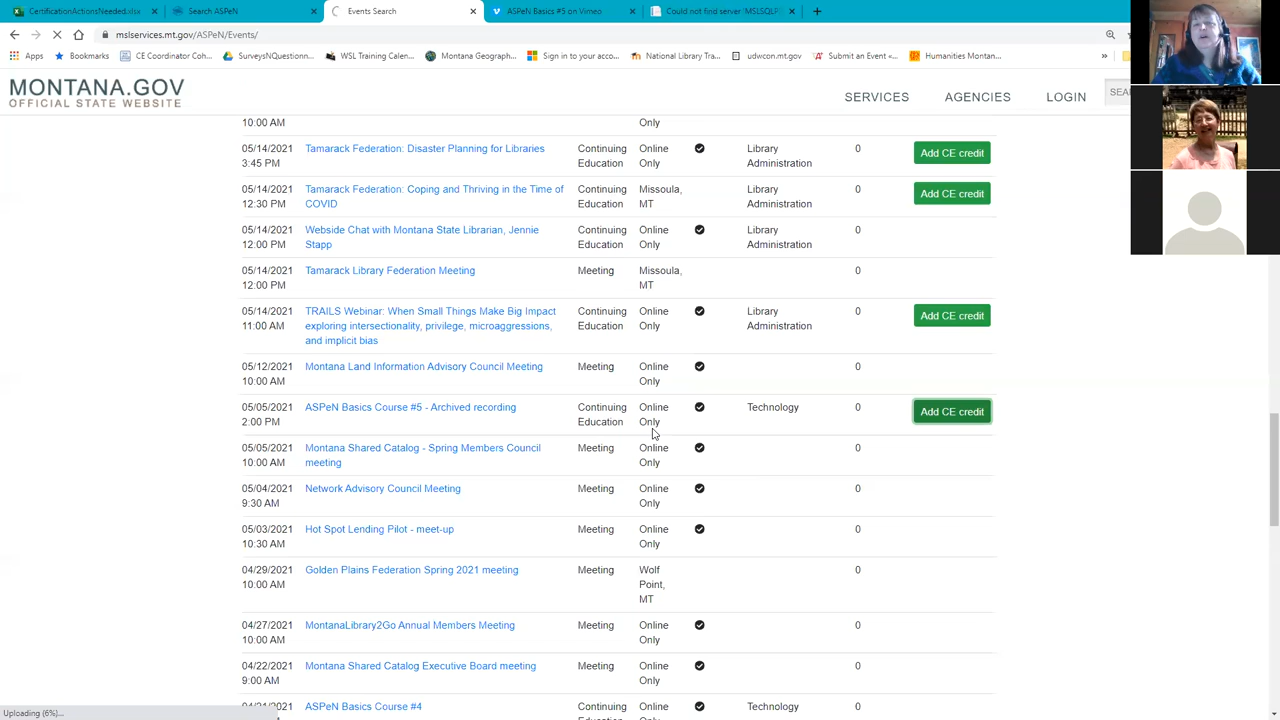 CertificationActionsNeeded.xlse
Search ASPeN
Events Search
ASPeN Basics #5 on Vimeo
Could not find server 'MSLSQLP
mslservices.mt.gov/ASPeN/Events/
Apps
Bookmarks
CE Coordinator Coh...
SurveysNQuestionn...
WSL Training Calen...
Montana Geograph...
Sign in to your acco...
National Library Tra...
udwcon.mt.gov
Submit an Event «...
Humanities Montan...
»
MONTANA.GOV
OFFICIAL STATE WEBSITE
SERVICES
AGENCIES
LOGIN
SEA
10:00 AM
Only
05/14/2021 Tamarack Federation: Disaster Planning for Libraries Continuing Online Library 0 Add CE credit
3:45 PM Education Only Administration
05/14/2021 Tamarack Federation: Coping and Thriving in the Time of Continuing Missoula, Library 0 Add CE credit
12:30 PM COVID Education MT Administration
05/14/2021 Webside Chat with Montana State Librarian, Jennie Continuing Online Library 0
12:00 PM Stapp Education Only Administration
05/14/2021 Tamarack Library Federation Meeting Meeting Missoula, 0
12:00 PM MT
05/14/2021 TRAILS Webinar: When Small Things Make Big Impact Continuing Online Library 0 Add CE credit
11:00 AM exploring intersectionality, privilege, microaggressions, Education Only Administration
and implicit bias
05/12/2021 Montana Land Information Advisory Council Meeting Meeting Online 0
10:00 AM Only
05/05/2021 ASPeN Basics Course #5 - Archived recording Continuing Online Technology 0 Add CE credit
2:00 PM Education Only
05/05/2021 Montana Shared Catalog - Spring Members Council Meeting Online 0
10:00 AM meeting Only
05/04/2021 Network Advisory Council Meeting Meeting Online 0
9:30 AM Only
05/03/2021 Hot Spot Lending Pilot - meet-up Meeting Online 0
10:30 AM Only
04/29/2021 Golden Plains Federation Spring 2021 meeting Meeting Wolf 0
10:00 AM Point,
MT
04/27/2021 MontanaLibrary2Go Annual Members Meeting Meeting Online 0
10:00 AM Only
04/22/2021 Montana Shared Catalog Executive Board meeting Meeting Online 0
9:00 AM Only
ASPeN Basics Course #4 Continuing Online Technology 0
Uploading (6%)...